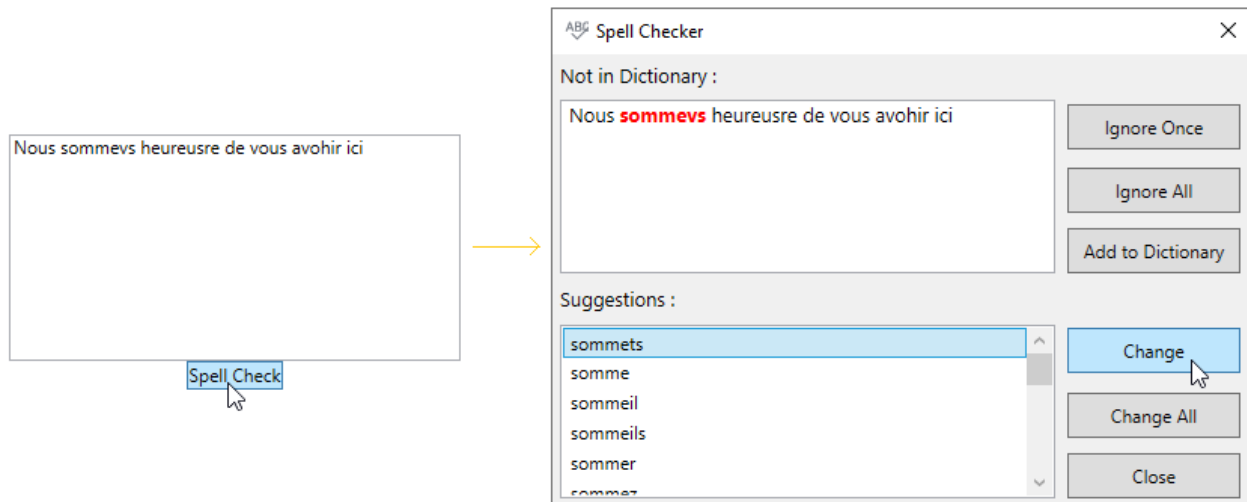 Nous sommevs heureusre de vous avohir ici
Spell Check
ABC Spell Checker
Not in Dictionary :
Nous sommevs heureusre de vous avohir ici
Ignore Once
Ignore All
Add to Dictionary
Suggestions :
sommets
somme
sommeil
sommeils
sommer
sommez
Change
Change All
Close